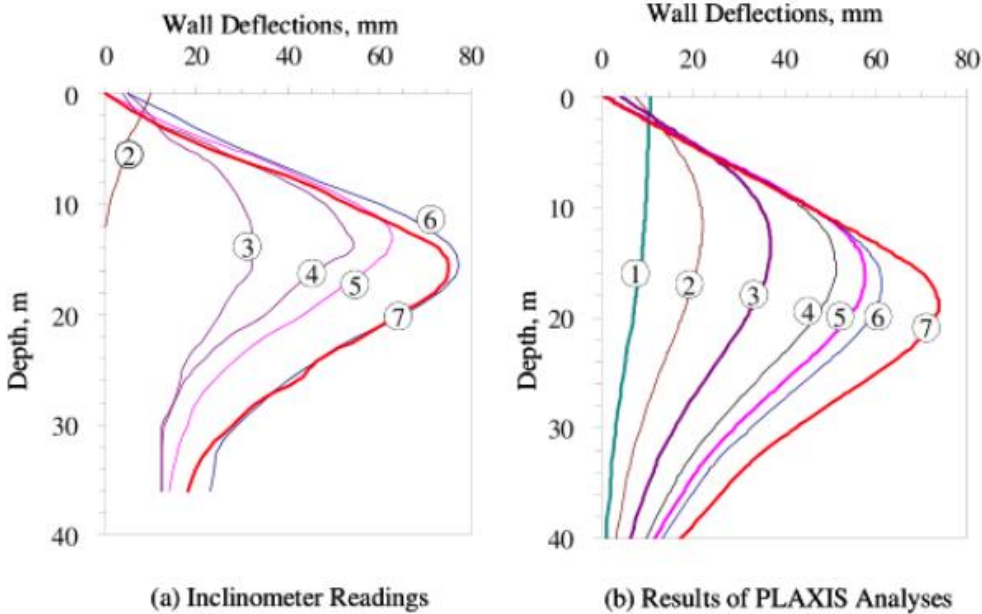 Wall Deflections, mm
0 20 40 60 80
Depth, m
0
10
20
30
40
2
3
4
5
6
7
(a) Inclinometer Readings
Wall Deflections, mm
0 20 40 60 80
Depth, m
0
10
20
30
40
1
2
3
4
5
6
7
(b) Results of PLAXIS Analyses